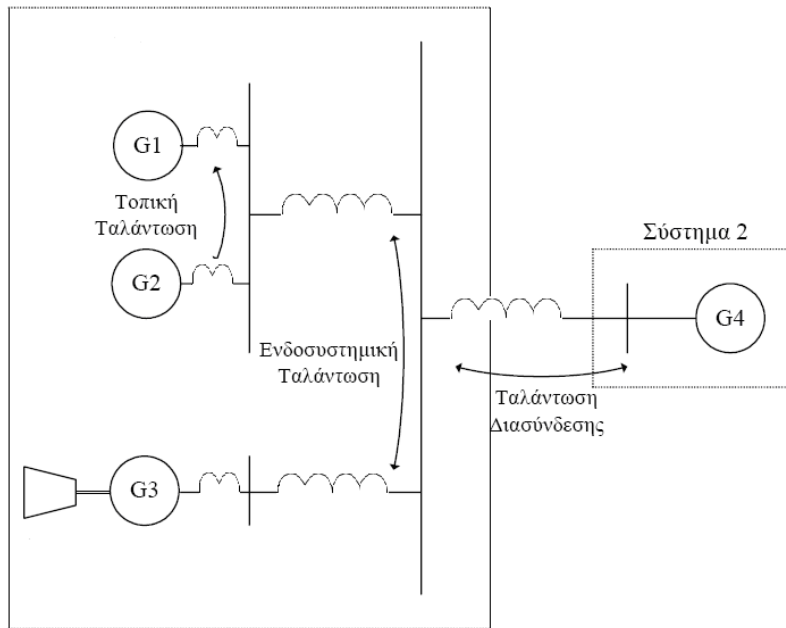 G1
Τοπική
Ταλάντωση
G2
Σύστημα 2
G4
Ενδοσυστημική
Ταλάντωση
Ταλάντωση
Διασύνδεσης
G3